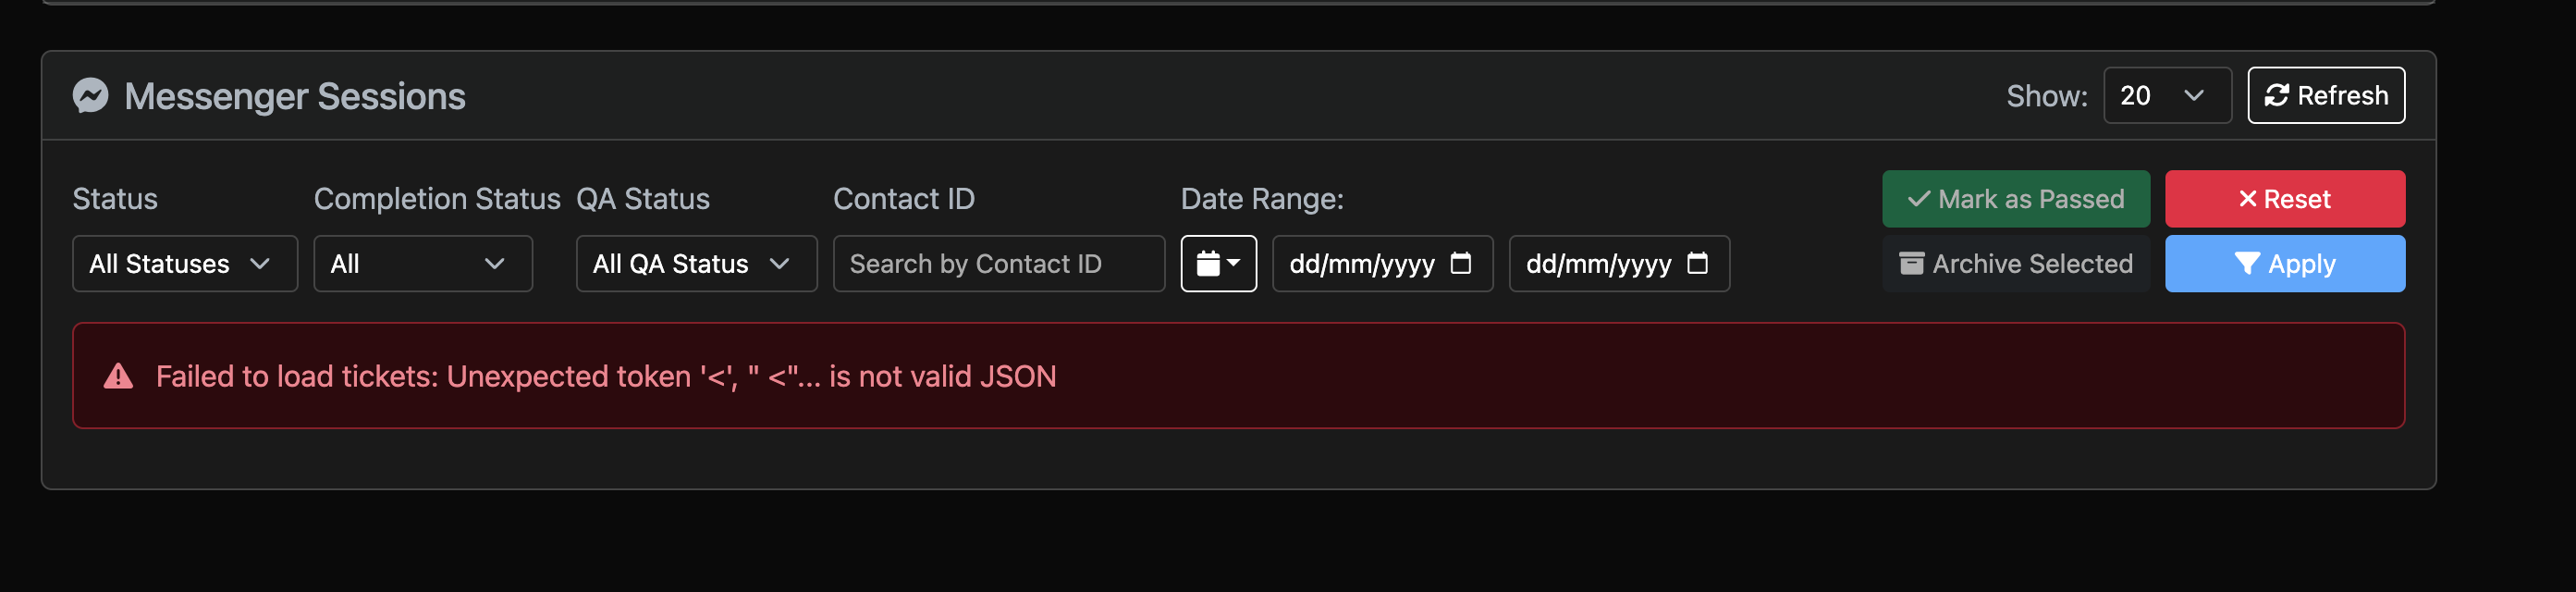 Messenger Sessions
Show: 20 Refresh
Status Completion Status QA Status Contact ID Date Range: Mark as Passed Reset
All Statuses All All QA Status Search by Contact ID dd/mm/yyyy dd/mm/yyyy Archive Selected Apply
Failed to load tickets: Unexpected token '<', " <"... is not valid JSON